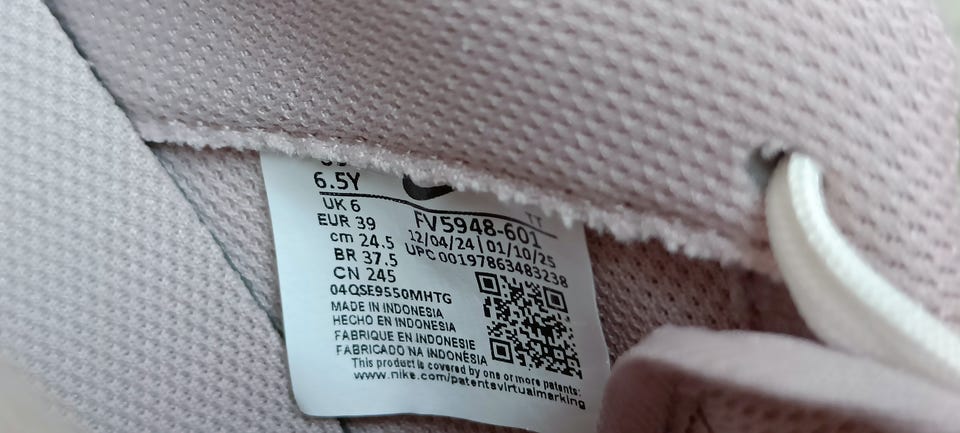 6.5Y
UK 6
EUR 39
cm 24.5
BR 37.5
CN 245
FV5948-601
12/04/24 | 01/10/25
UPC 00197863483238
04QSE9550MHTG
MADE IN INDONESIA
HECHO EN INDONESIA
FABRIQUE EN INDONESIE
FABRICADO NA INDONÉSIA
This product is covered by one or more patents:
www.nike.com/patentsvirtualmarking